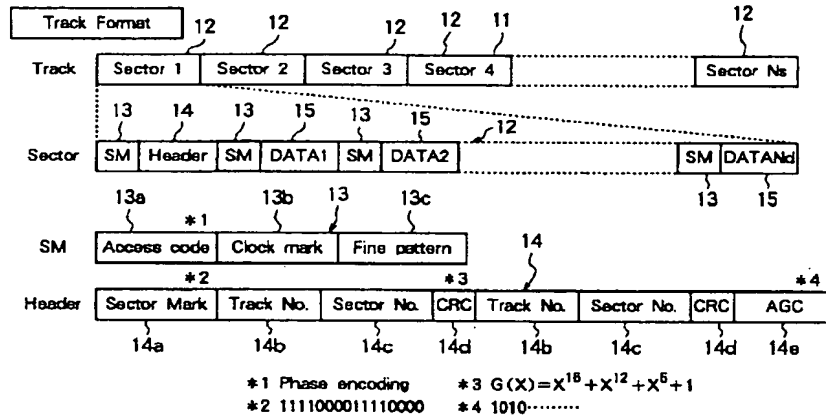 Track Format
12 12 12 12 11 12
Track Sector 1 Sector 2 Sector 3 Sector 4 Sector Ns
13 14 13 15 13 15 12
Sector SM Header SM DATA1 SM DATA2 SM DATANd
13 15
13a *1 13b 13 13c
SM Access code Clock mark Fine pattern
*2 *3 14 *4
Header Sector Mark Track No. Sector No. CRC Track No. Sector No. CRC AGC
14a 14b 14c 14d 14b 14c 14d 14e
*1 Phase encoding *3 G(X)=X¹⁶+X¹²+X⁵+1
*2 1111000011110000 *4 1010·········